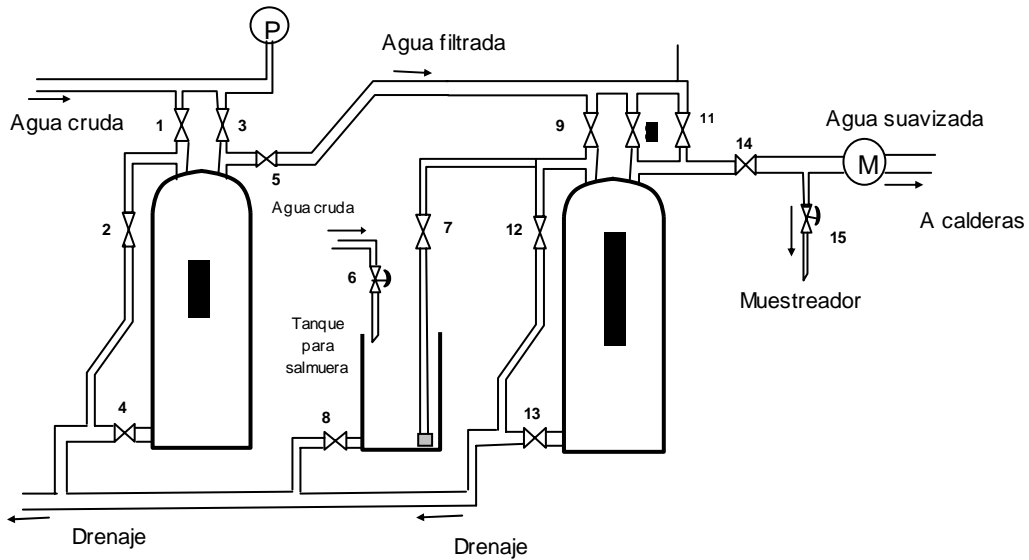 P
Agua filtrada
Agua cruda
1
3
9
11
Agua suavizada
14
5
M
Agua cruda
2
7
12
15
A calderas
6
Muestreador
Tanque
para
salmuera
4
8
13
Drenaje
Drenaje